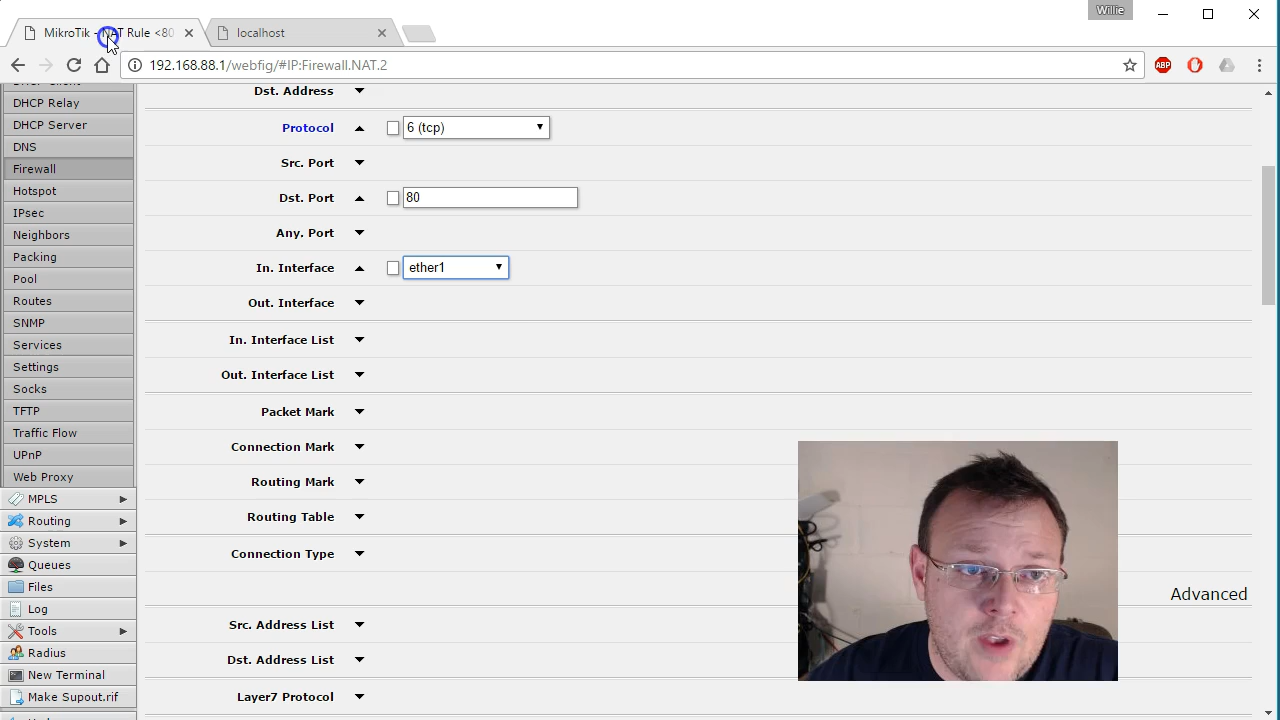 Willie
MikroTik - NAT Rule <80
localhost
192.168.88.1/webfig/#IP:Firewall.NAT.2
ABP
DHCP Relay
DHCP Server
DNS
Firewall
Hotspot
IPsec
Neighbors
Packing
Pool
Routes
SNMP
Services
Settings
Socks
TFTP
Traffic Flow
UPnP
Web Proxy
MPLS
Routing
System
Queues
Files
Log
Tools
Radius
New Terminal
Make Supout.rif
Dst. Address
Protocol 6 (tcp)
Src. Port
Dst. Port 80
Any. Port
In. Interface ether1
Out. Interface
In. Interface List
Out. Interface List
Packet Mark
Connection Mark
Routing Mark
Routing Table
Connection Type
Advanced
Src. Address List
Dst. Address List
Layer7 Protocol